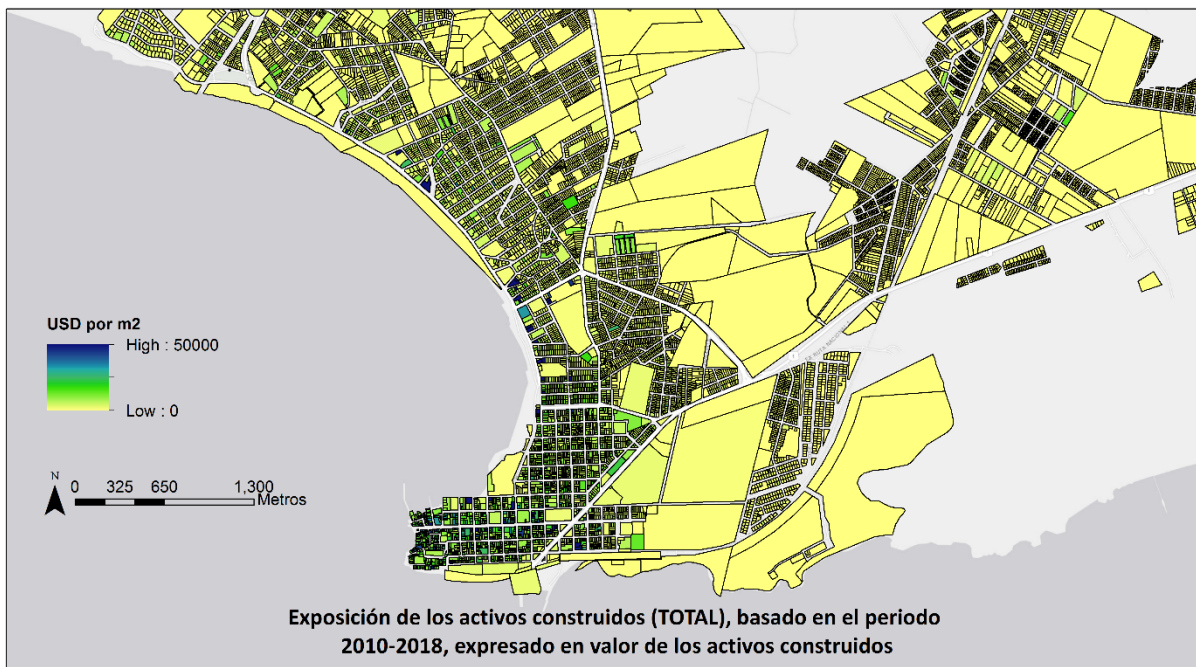 USD por m2
High : 50000
Low : 0
N
0 325 650 1,300
Metros
Exposición de los activos construidos (TOTAL), basado en el periodo
2010-2018, expresado en valor de los activos construidos